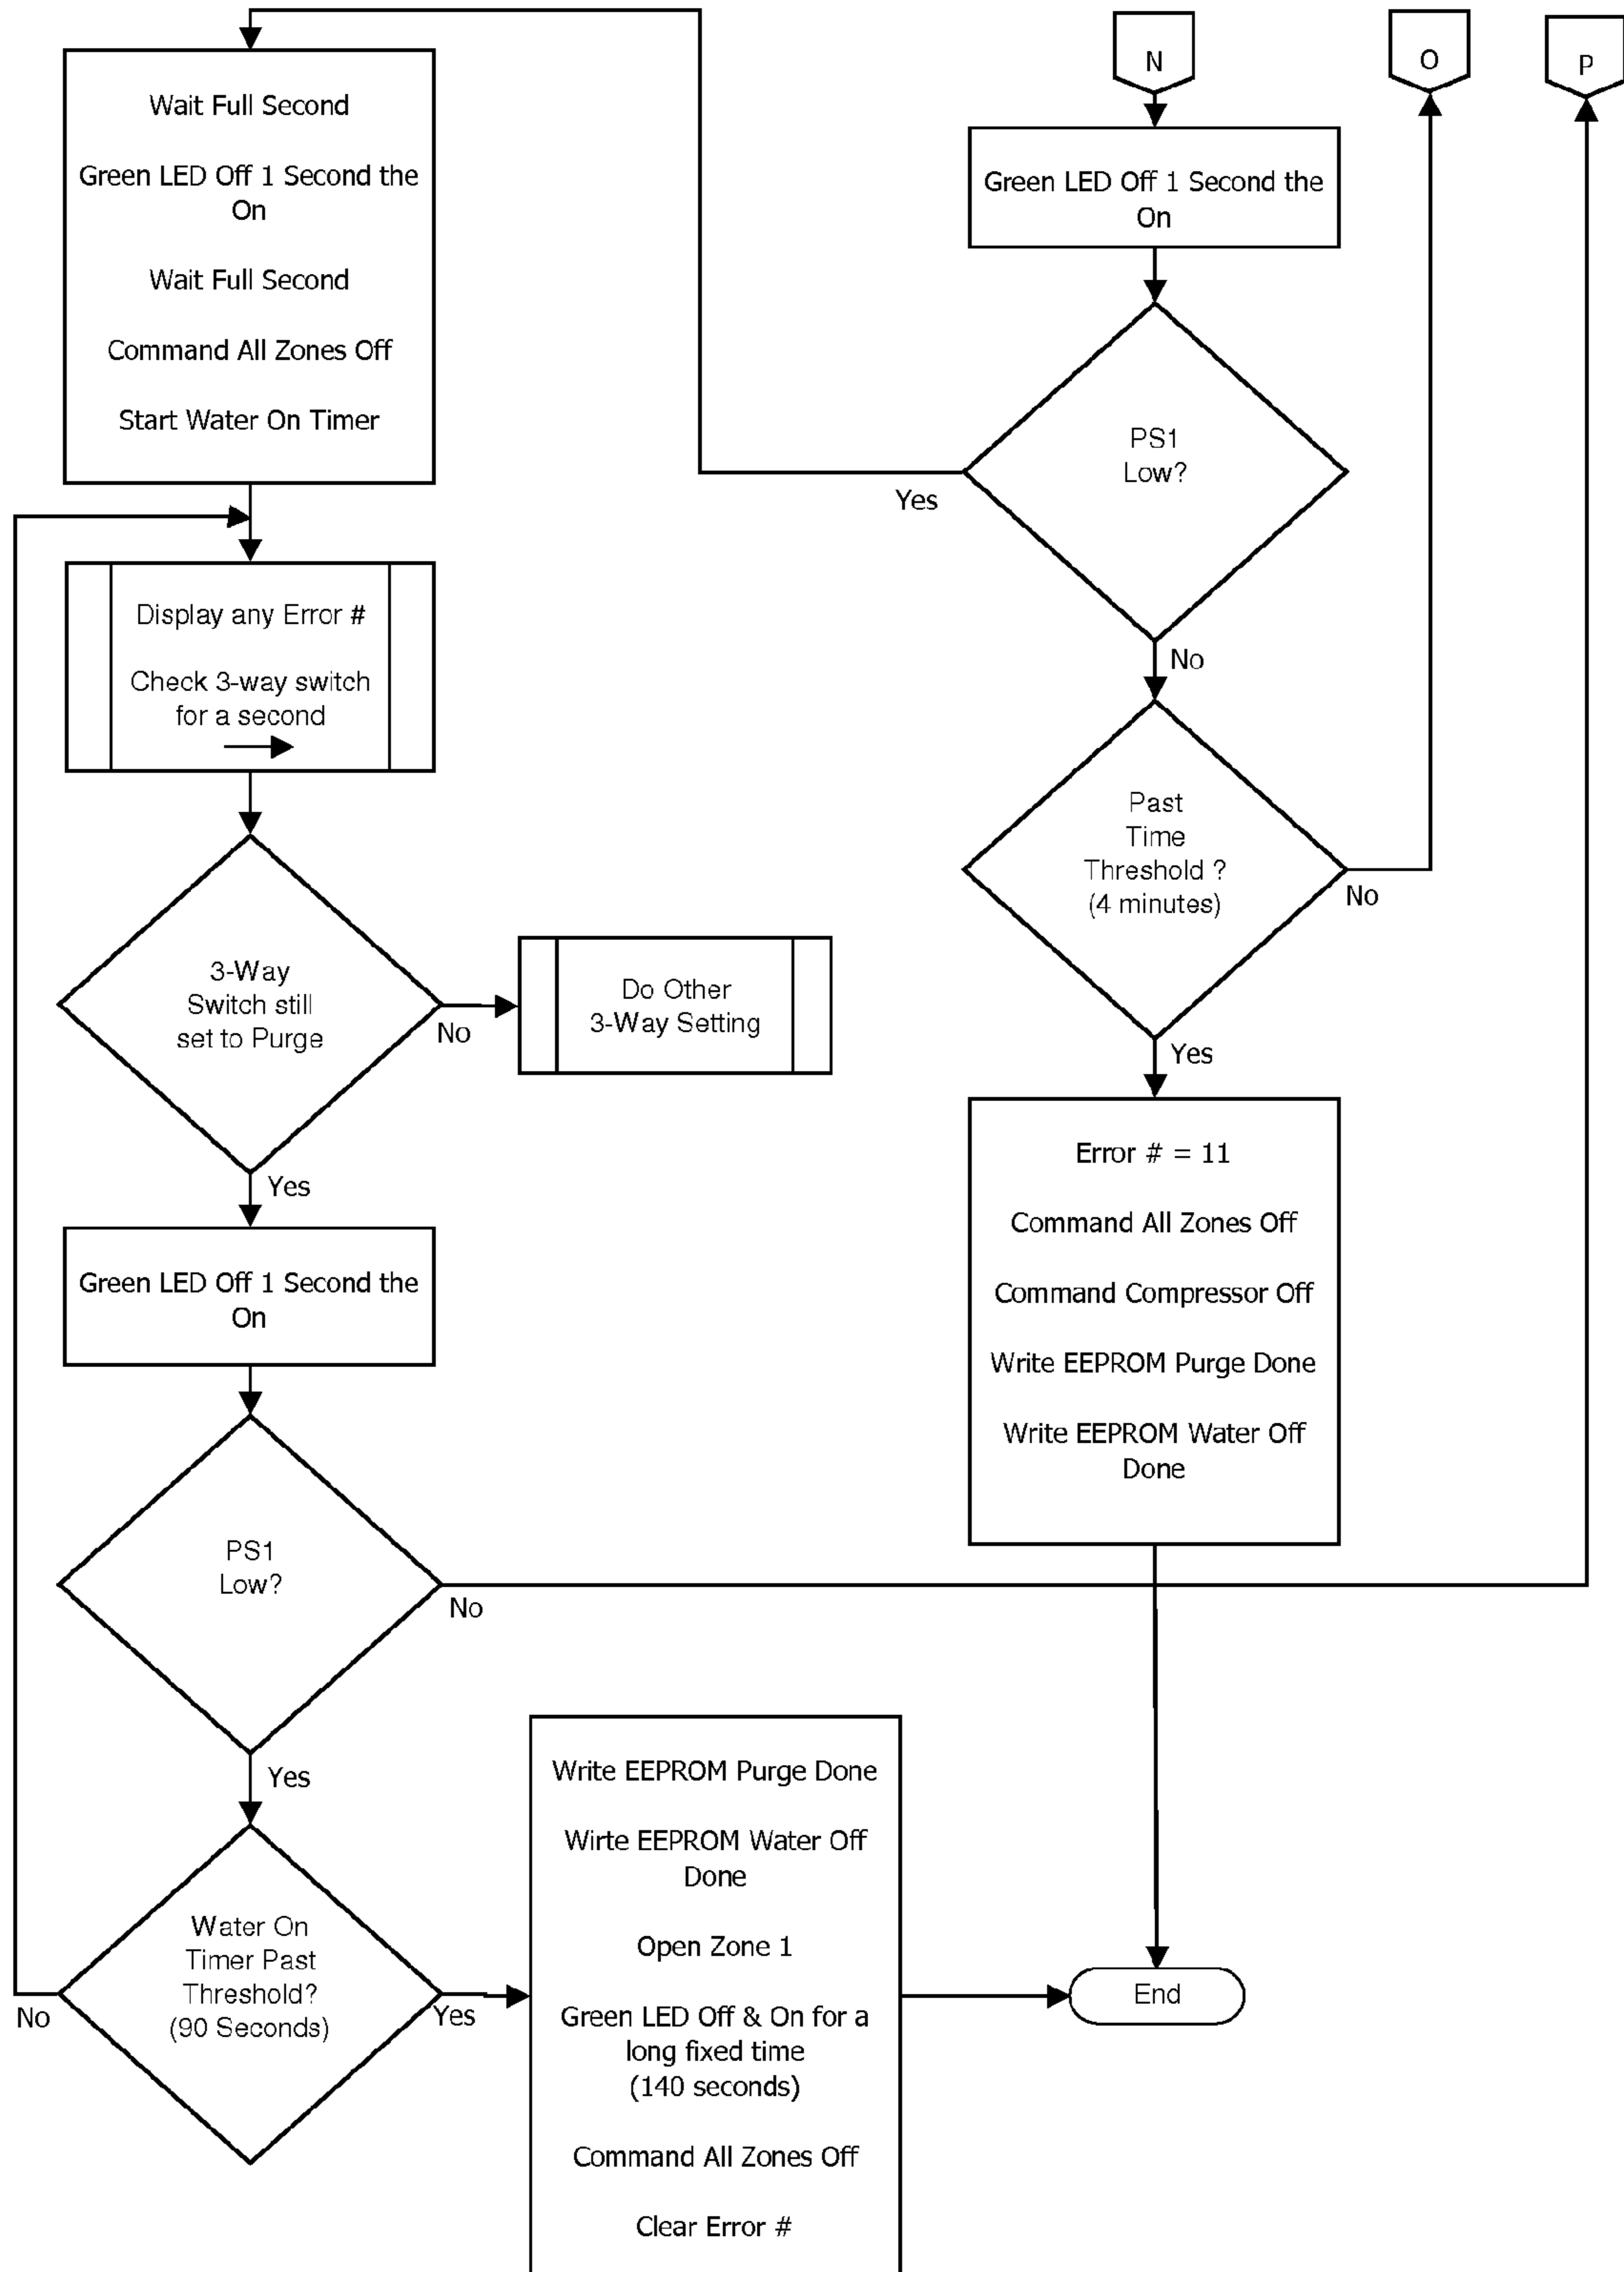 N
O
P
Wait Full Second
Green LED Off 1 Second the
On
Wait Full Second
Command All Zones Off
Start Water On Timer
Green LED Off 1 Second the
On
PS1
Low?
Yes
No
Display any Error #
Check 3-way switch
for a second
Past
Time
Threshold ?
(4 minutes)
No
Yes
3-Way
Switch still
set to Purge
No
Yes
Do Other
3-Way Setting
Error # = 11
Command All Zones Off
Command Compressor Off
Write EEPROM Purge Done
Write EEPROM Water Off
Done
Green LED Off 1 Second the
On
PS1
Low?
No
Yes
Water On
Timer Past
Threshold?
(90 Seconds)
No
Yes
Write EEPROM Purge Done
Wirte EEPROM Water Off
Done
Open Zone 1
Green LED Off & On for a
long fixed time
(140 seconds)
Command All Zones Off
Clear Error #
End